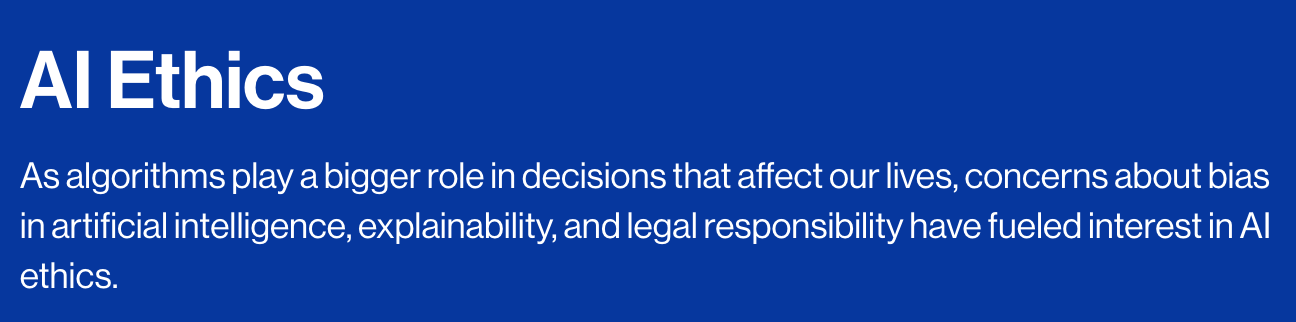 AI Ethics
As algorithms play a bigger role in decisions that affect our lives, concerns about bias
in artificial intelligence, explainability, and legal responsibility have fueled interest in AI
ethics.